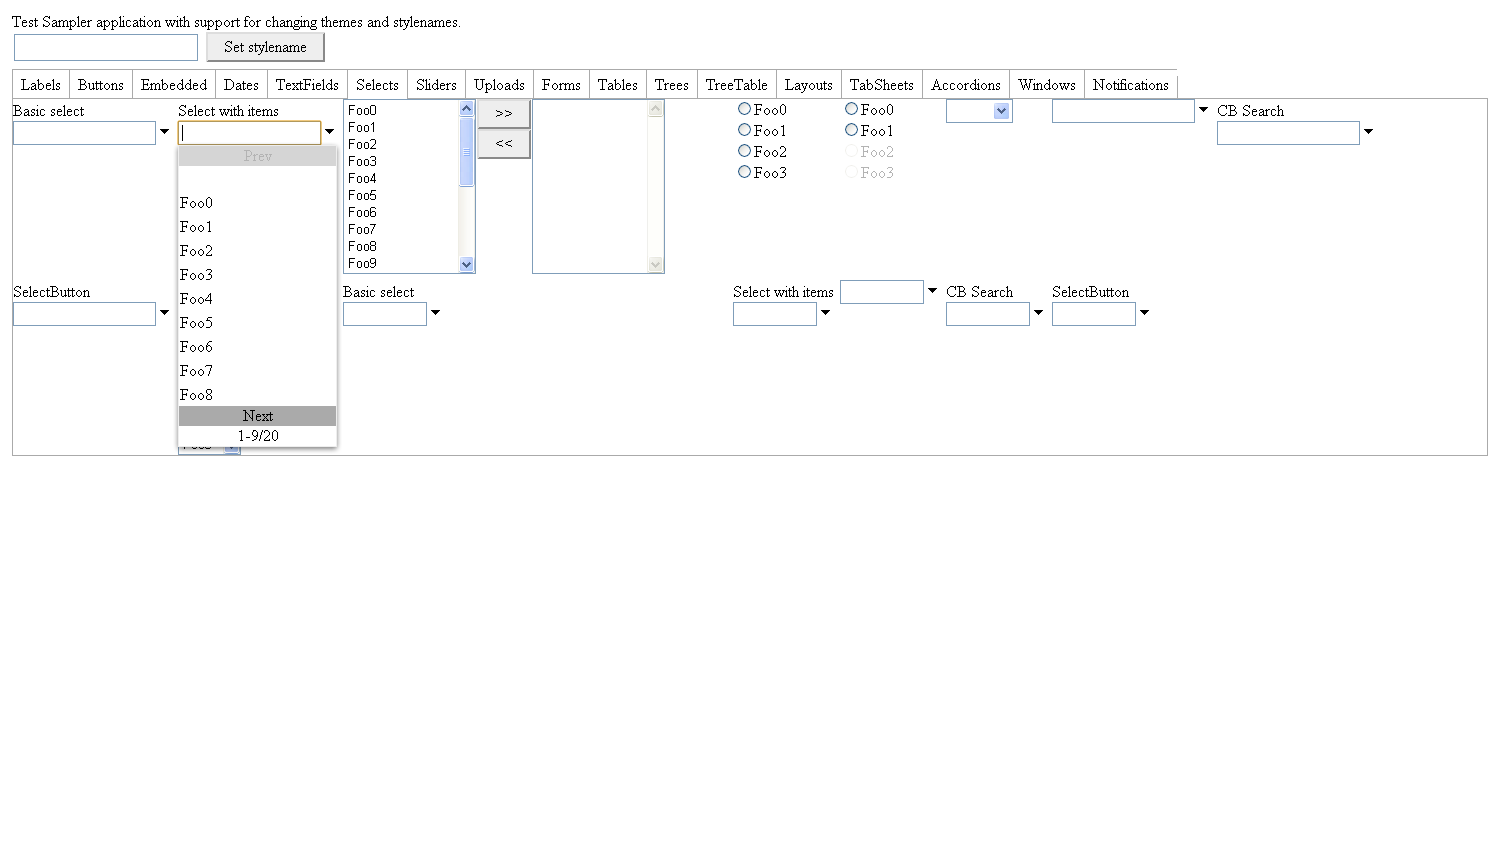 Test Sampler application with support for changing themes and stylenames.
Set stylename
Labels Buttons Embedded Dates TextFields Selects Sliders Uploads Forms Tables Trees TreeTable Layouts TabSheets Accordions Windows Notifications
Basic select
Select with items
Prev
Foo0
Foo1
Foo2
Foo3
Foo4
Foo5
Foo6
Foo7
Foo8
Next
1-9/20
Foo0
Foo1
Foo2
Foo3
Foo4
Foo5
Foo6
Foo7
Foo8
Foo9
>>
<<
Foo0
Foo1
Foo2
Foo3
Foo0
Foo1
Foo2
Foo3
CB Search
SelectButton
Basic select
Select with items
CB Search
SelectButton